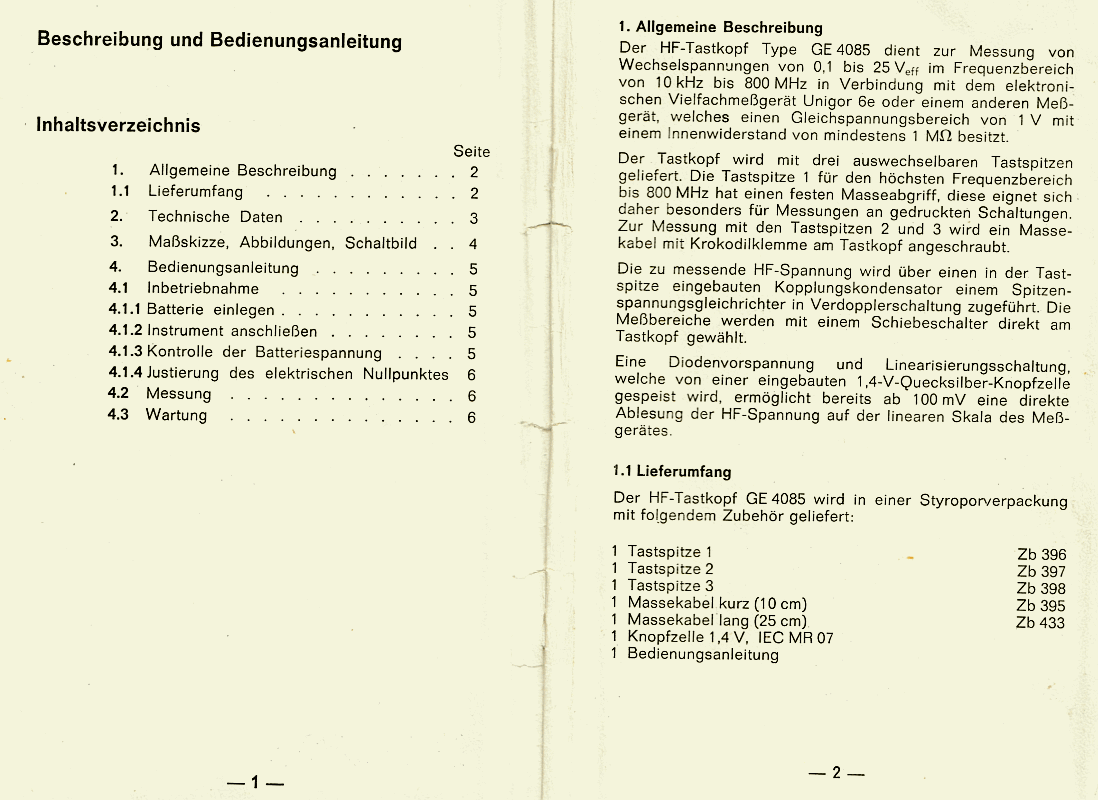 Beschreibung und Bedienungsanleitung
Inhaltsverzeichnis
Seite
1. Allgemeine Beschreibung . . . . . . . 2
1.1 Lieferumfang . . . . . . . . . . . 2
2. Technische Daten . . . . . . . . . 3
3. Maßskizze, Abbildungen, Schaltbild . . 4
4. Bedienungsanleitung . . . . . . . . 5
4.1 Inbetriebnahme . . . . . . . . . . 5
4.1.1 Batterie einlegen . . . . . . . . . . . 5
4.1.2 Instrument anschließen . . . . . . . 5
4.1.3 Kontrolle der Batteriespannung . . . . 5
4.1.4 Justierung des elektrischen Nullpunktes 6
4.2 Messung . . . . . . . . . . . . . 6
4.3 Wartung . . . . . . . . . . . . . 6
— 1 —
1. Allgemeine Beschreibung
Der HF-Tastkopf Type GE 4085 dient zur Messung von
Wechselspannungen von 0,1 bis 25 Veff im Frequenzbereich
von 10 kHz bis 800 MHz in Verbindung mit dem elektroni-
schen Vielfachmeßgerät Unigor 6e oder einem anderen Meß-
gerät, welches einen Gleichspannungsbereich von 1 V mit
einem Innenwiderstand von mindestens 1 MΩ besitzt.
Der Tastkopf wird mit drei auswechselbaren Tastspitzen
geliefert. Die Tastspitze 1 für den höchsten Frequenzbereich
bis 800 MHz hat einen festen Masseabgriff, diese eignet sich
daher besonders für Messungen an gedruckten Schaltungen.
Zur Messung mit den Tastspitzen 2 und 3 wird ein Masse-
kabel mit Krokodilklemme am Tastkopf angeschraubt.
Die zu messende HF-Spannung wird über einen in der Tast-
spitze eingebauten Kopplungskondensator einem Spitzen-
spannungsgleichrichter in Verdopplerschaltung zugeführt. Die
Meßbereiche werden mit einem Schiebeschalter direkt am
Tastkopf gewählt.
Eine Diodenvorspannung und Linearisierungsschaltung,
welche von einer eingebauten 1,4-V-Quecksilber-Knopfzelle
gespeist wird, ermöglicht bereits ab 100 mV eine direkte
Ablesung der HF-Spannung auf der linearen Skala des Meß-
gerätes.
1.1 Lieferumfang
Der HF-Tastkopf GE 4085 wird in einer Styroporverpackung
mit folgendem Zubehör geliefert:
1 Tastspitze 1 Zb 396
1 Tastspitze 2 Zb 397
1 Tastspitze 3 Zb 398
1 Massekabel kurz (10 cm) Zb 395
1 Massekabel lang (25 cm) Zb 433
1 Knopfzelle 1,4 V, IEC MR 07
1 Bedienungsanleitung
— 2 —